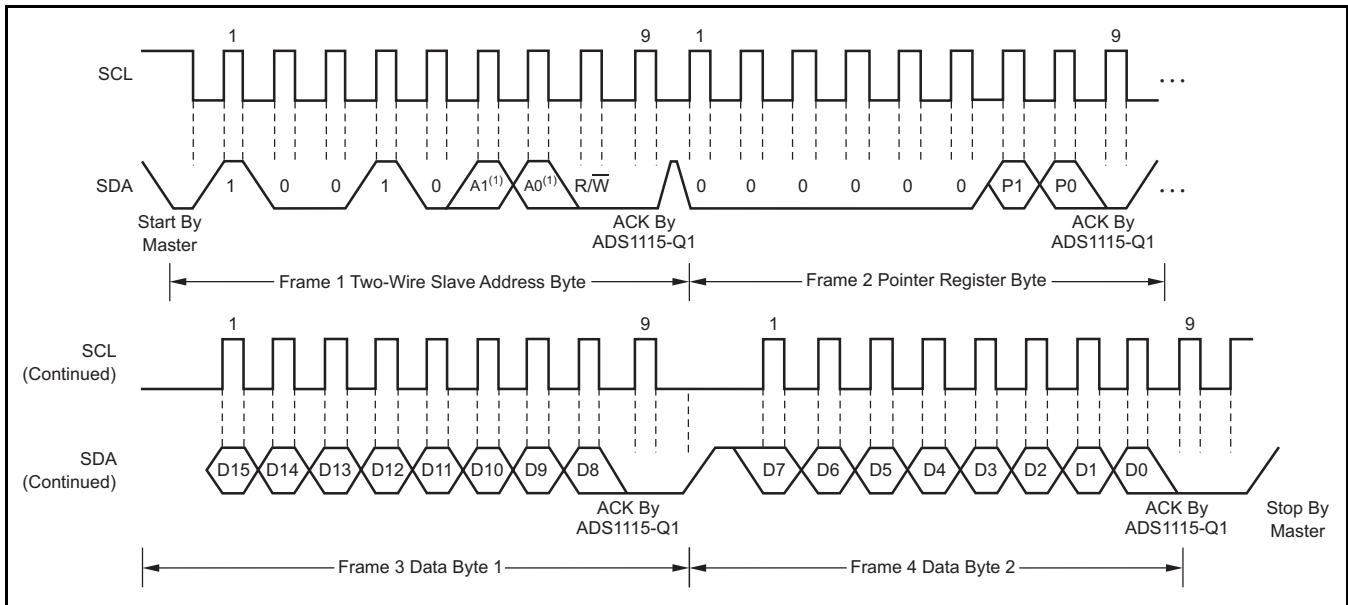 1 9 1 9
SCL ...
SDA 1 0 0 1 0 A1(1) A0(1) R/W̅ 0 0 0 0 0 0 P1 P0 ...
Start By Master
ACK By ADS1115-Q1
ACK By ADS1115-Q1
Frame 1 Two-Wire Slave Address Byte
Frame 2 Pointer Register Byte
1 9 1 9
SCL
(Continued)
SDA
(Continued)
D15 D14 D13 D12 D11 D10 D9 D8 D7 D6 D5 D4 D3 D2 D1 D0
ACK By ADS1115-Q1
ACK By ADS1115-Q1
Stop By Master
Frame 3 Data Byte 1
Frame 4 Data Byte 2